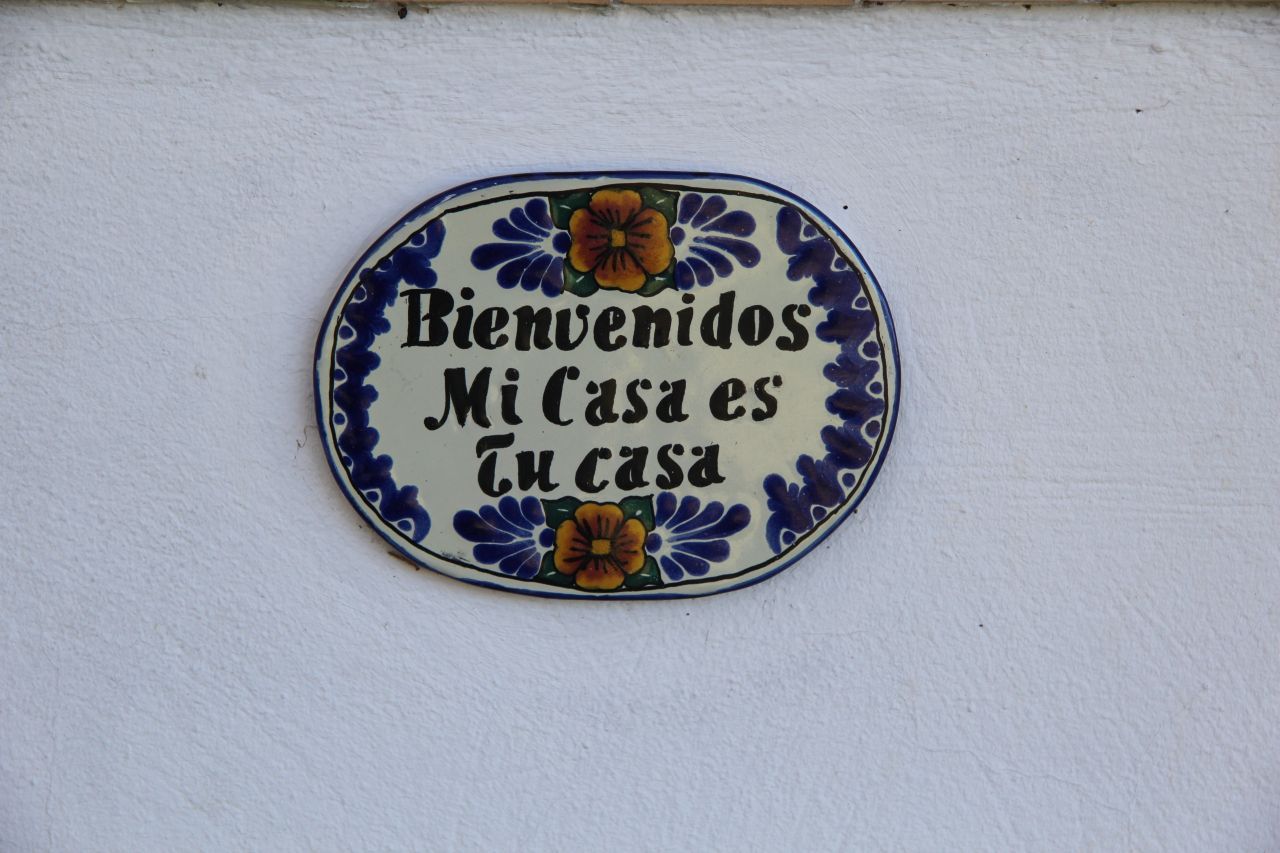 Bienvenidos
Mi Casa es
Tu casa